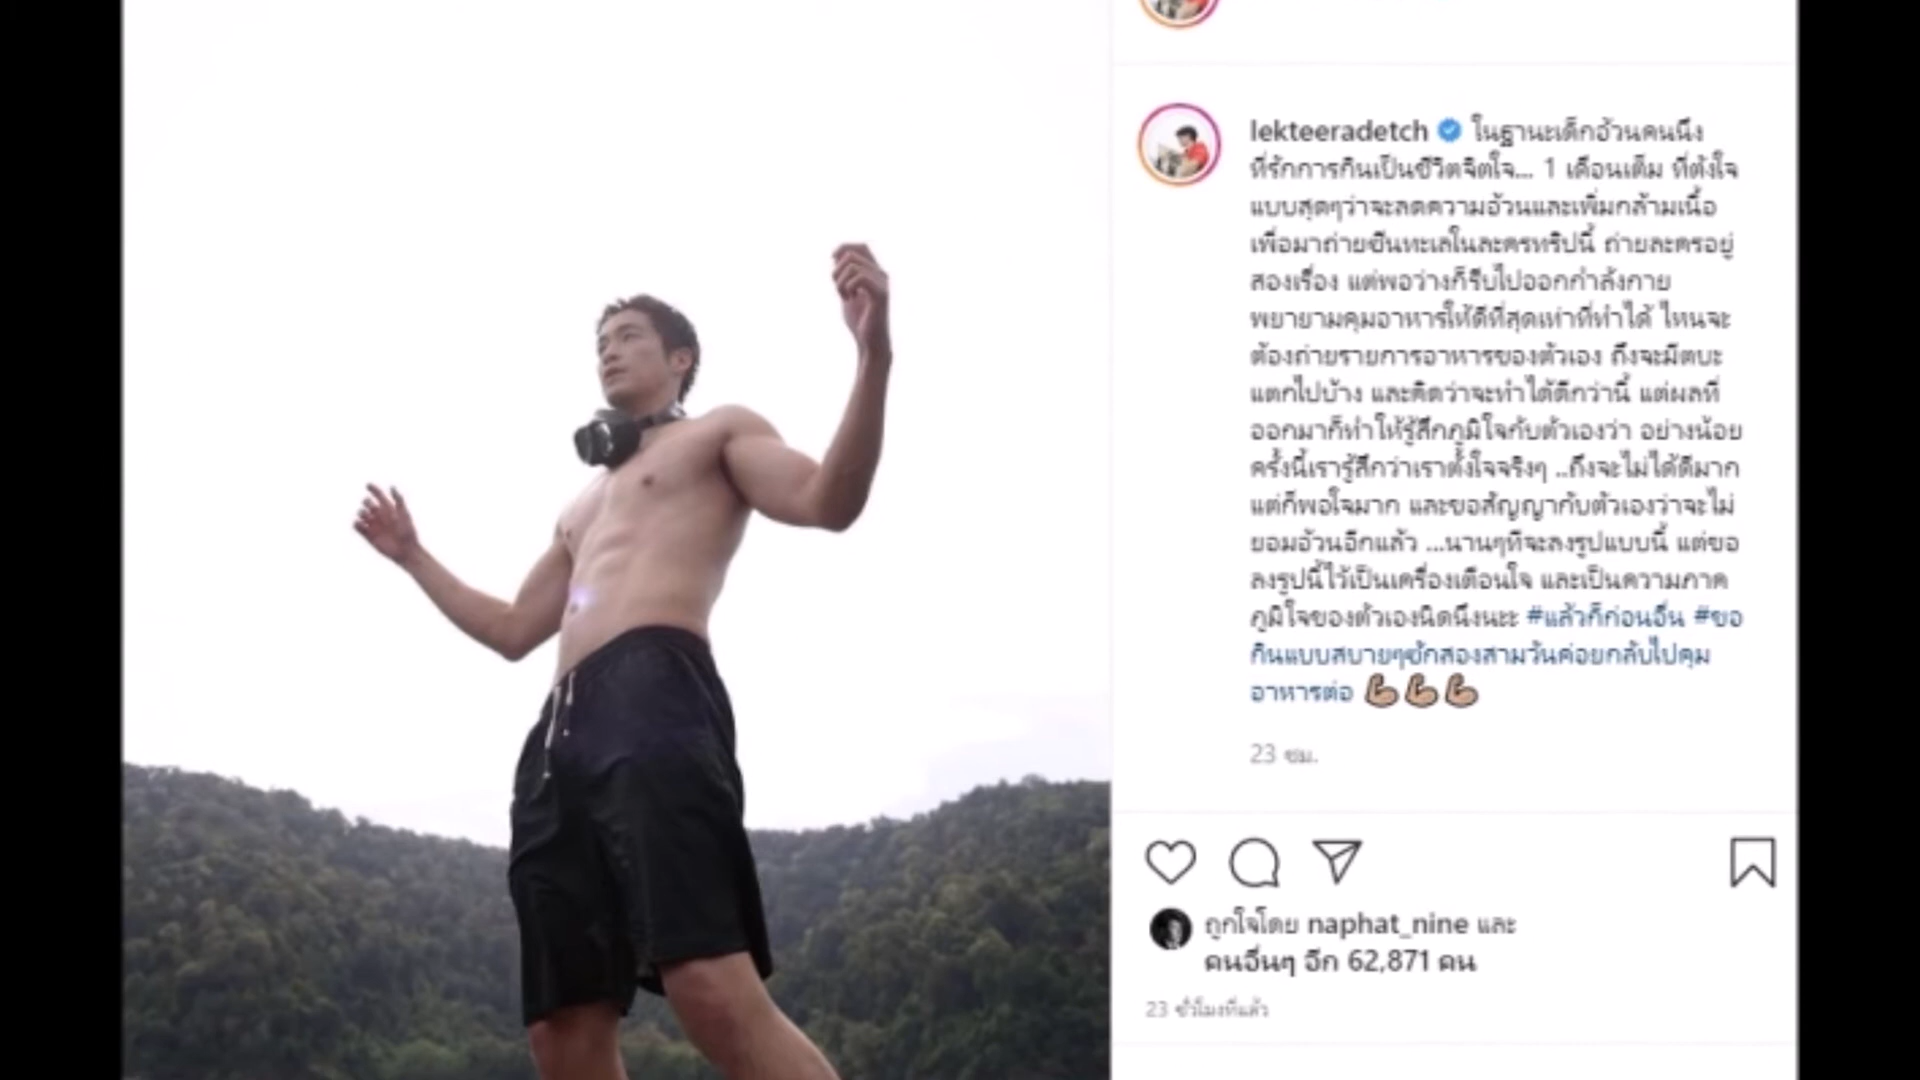 lekteeradetch ในฐานะเด็กอ้วนคนนึง
ที่รักการกินเป็นชีวิตจิตใจ... 1 เดือนเต็ม ที่ตั้งใจ
แบบสุดๆว่าจะลดความอ้วนและเพิ่มกล้ามเนื้อ
เพื่อมาถ่ายซีนทะเลในละครทริปนี้ ถ่ายละครอยู่
สองเรื่อง แต่พอว่างก็รีบไปออกกำลังกาย
พยายามคุมอาหารให้ดีที่สุดเท่าที่ทำได้ ไหนจะ
ต้องถ่ายรายการอาหารของตัวเอง ถึงจะมีตบะ
แตกไปบ้าง และคิดว่าจะทำได้ดีกว่านี้ แต่ผลที่
ออกมาก็ทำให้รู้สึกภูมิใจกับตัวเองว่า อย่างน้อย
ครั้งนี้เรารู้สึกว่าเราตั้งใจจริงๆ ..ถึงจะไม่ได้ดีมาก
แต่ก็พอใจมาก และขอสัญญากับตัวเองว่าจะไม่
ยอมอ้วนอีกแล้ว ...นานๆทีจะลงรูปแบบนี้ แต่ขอ
ลงรูปนี้ไว้เป็นเครื่องเตือนใจ และเป็นความภาค
ภูมิใจของตัวเองนิดนึงนะะ #แล้วก็ก่อนอื่น #ขอ
กินแบบสบายๆซักสองสามวันค่อยกลับไปคุม
อาหารต่อ 💪🏽💪🏽💪🏽
23 ชม.
ถูกใจโดย naphat_nine และ
คนอื่นๆ อีก 62,871 คน
23 ชั่วโมงที่แล้ว